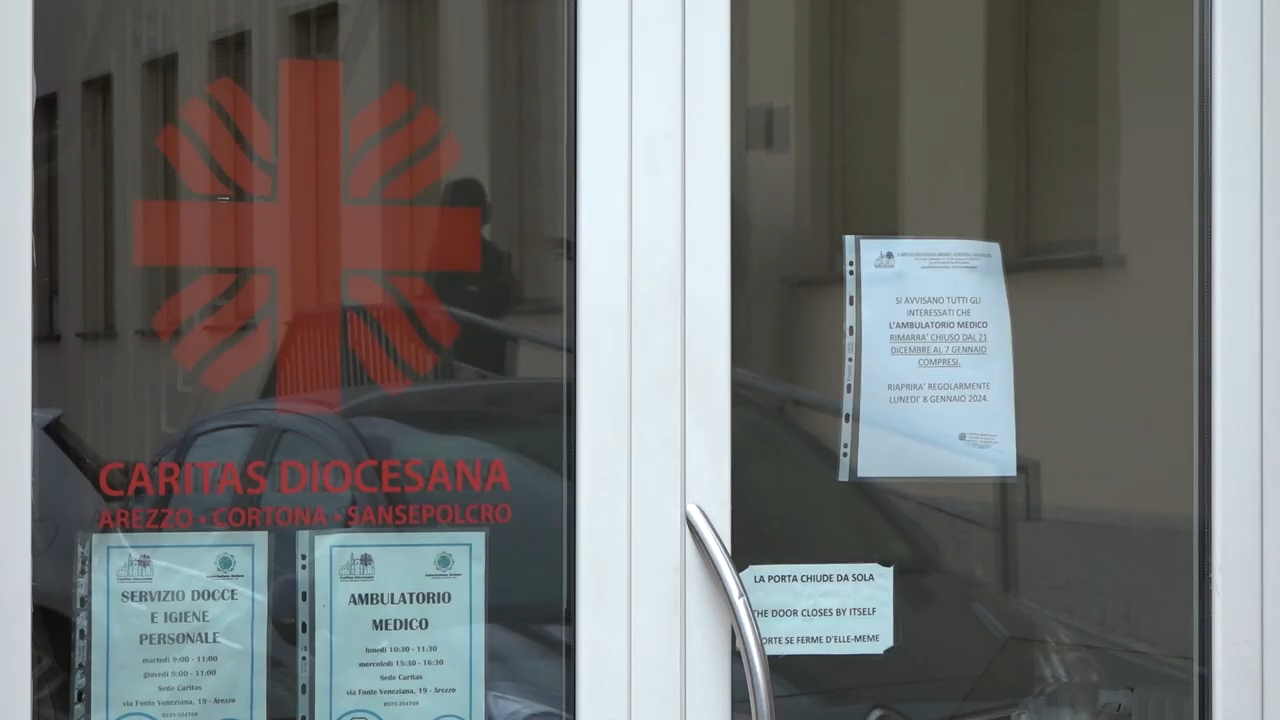 CARITAS DIOCESANA
AREZZO • CORTONA • SANSEPOLCRO
SERVIZIO DOCCE
E IGIENE
PERSONALE
martedì 9:00 - 11:00
giovedì 9:00 - 11:00
Sede Caritas
via Fonte Veneziana, 19 - Arezzo
AMBULATORIO
MEDICO
lunedì 10:30 - 11:30
mercoledì 15:30 - 16:30
Sede Caritas
via Fonte Veneziana, 19 - Arezzo
SI AVVISANO TUTTI GLI
INTERESSATI CHE
L'AMBULATORIO MEDICO
RIMARRA' CHIUSO DAL 21
DICEMBRE AL 7 GENNAIO
COMPRESI.
RIAPRIRA' REGOLARMENTE
LUNEDI' 8 GENNAIO 2024.
LA PORTA CHIUDE DA SOLA
HE DOOR CLOSES BY ITSELF
ORTE SE FERME D'ELLE-MEME